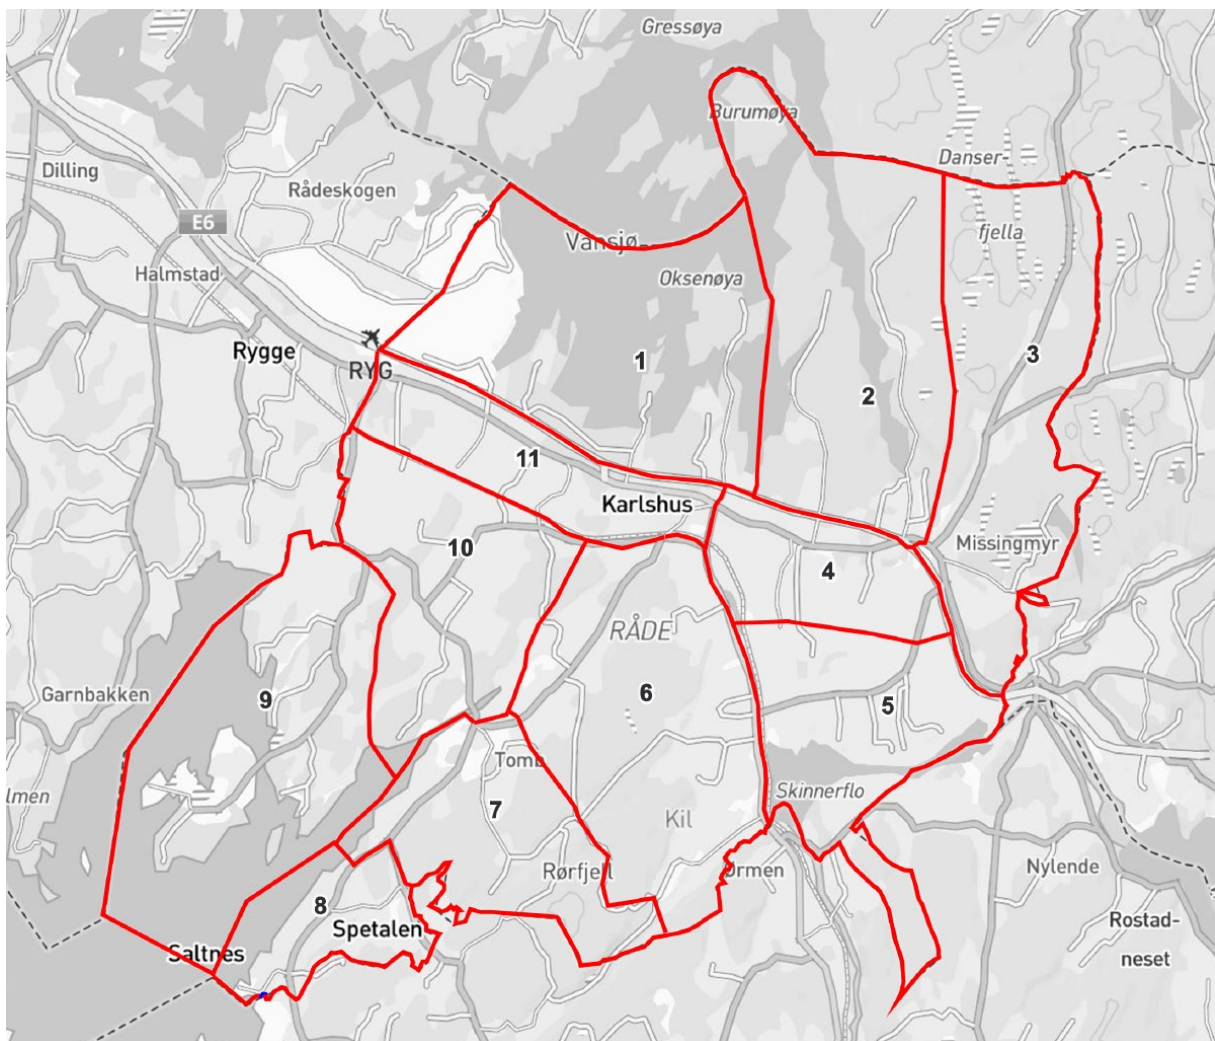 Gressøya
Burumøya
Danser-
fjella
Dilling
Rådeskogen
E6
Vansjø
Halmstad
Oksenøya
Rygge
RYG
1
2
3
11
Karlshus
10
Missingmyr
4
RÅDE
Garnbakken
9
6
5
Tomb
Skinnerflo
7
Kil
Rørfjell
Ørmen
Nylende
8
Spetalen
Rostad-
neset
Saltnes